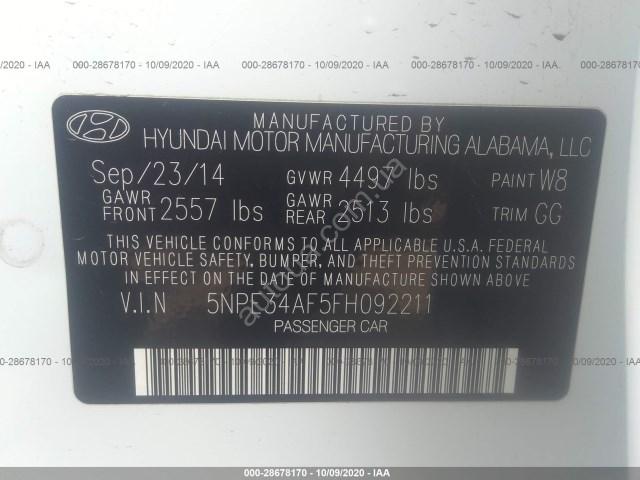 000-28678170 - 10/09/2020 - IAA
MANUFACTURED BY
HYUNDAI MOTOR MANUFACTURING ALABAMA, LLC
Sep/23/14 GVWR 4497 lbs PAINT W8
GAWR FRONT 2557 lbs GAWR REAR 2513 lbs TRIM GG
THIS VEHICLE CONFORMS TO ALL APPLICABLE U.S.A. FEDERAL
MOTOR VEHICLE SAFETY, BUMPER, AND THEFT PREVENTION STANDARDS
IN EFFECT ON THE DATE OF MANUFACTURE SHOWN ABOVE.
V.I.N 5NPE34AF5FH092211
PASSENGER CAR
000-28678170 - 10/09/2020 - IAA